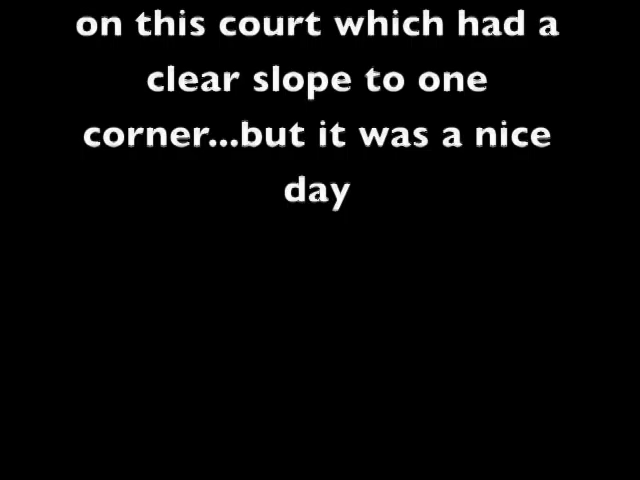 on this court which had a
clear slope to one
corner...but it was a nice
day